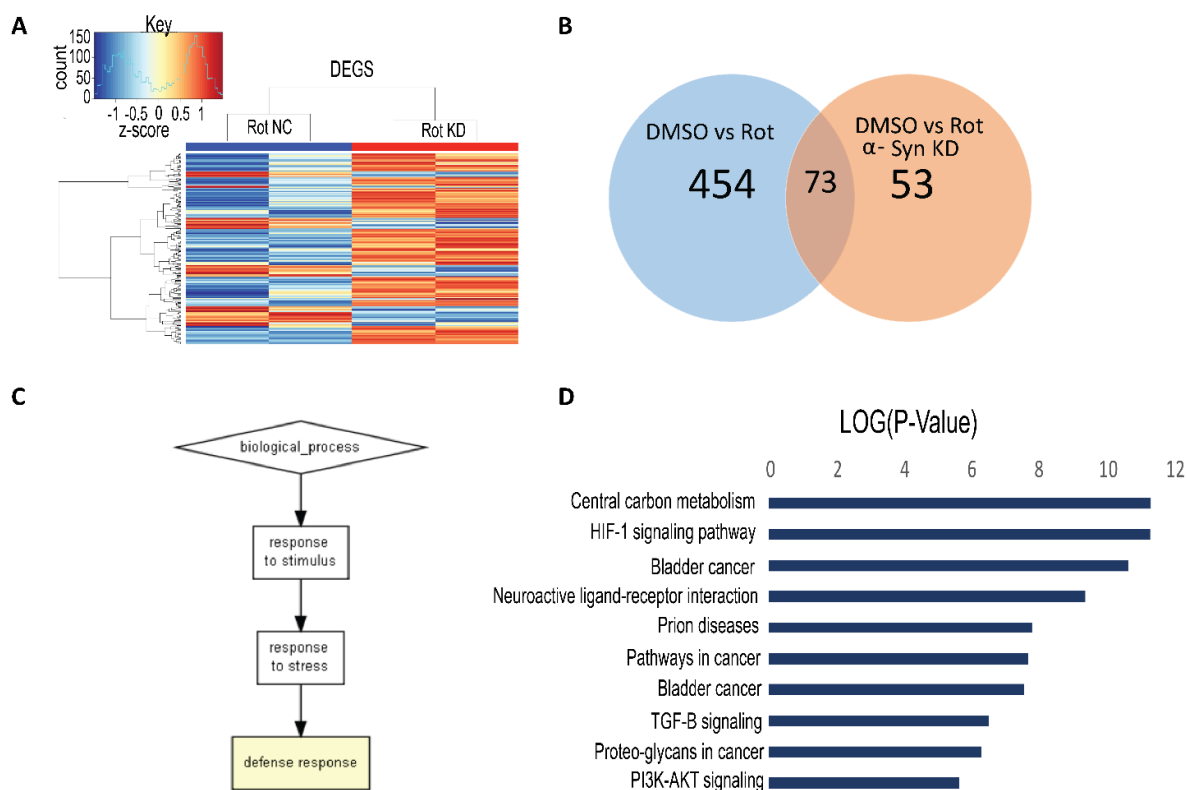 A
Key
150
100
50
0
count
-1 -0.5 0 0.5 1
z-score
DEGS
Rot NC
Rot KD
B
DMSO vs Rot
454
73
DMSO vs Rot
α- Syn KD
53
C
biological_process
response
to stimulus
response
to stress
defense response
D
LOG(P-Value)
0 2 4 6 8 10 12
Central carbon metabolism
HIF-1 signaling pathway
Bladder cancer
Neuroactive ligand-receptor interaction
Prion diseases
Pathways in cancer
Bladder cancer
TGF-B signaling
Proteo-glycans in cancer
PI3K-AKT signaling